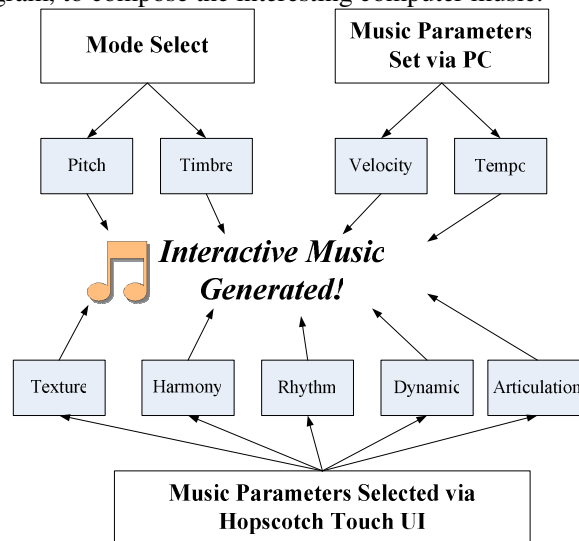 gram, to compose the interesting computer music.
Mode Select
Music Parameters
Set via PC
Pitch
Timbre
Velocity
Tempo
Interactive Music
Generated!
Texture
Harmony
Rhythm
Dynamic
Articulation
Music Parameters Selected via
Hopscotch Touch UI